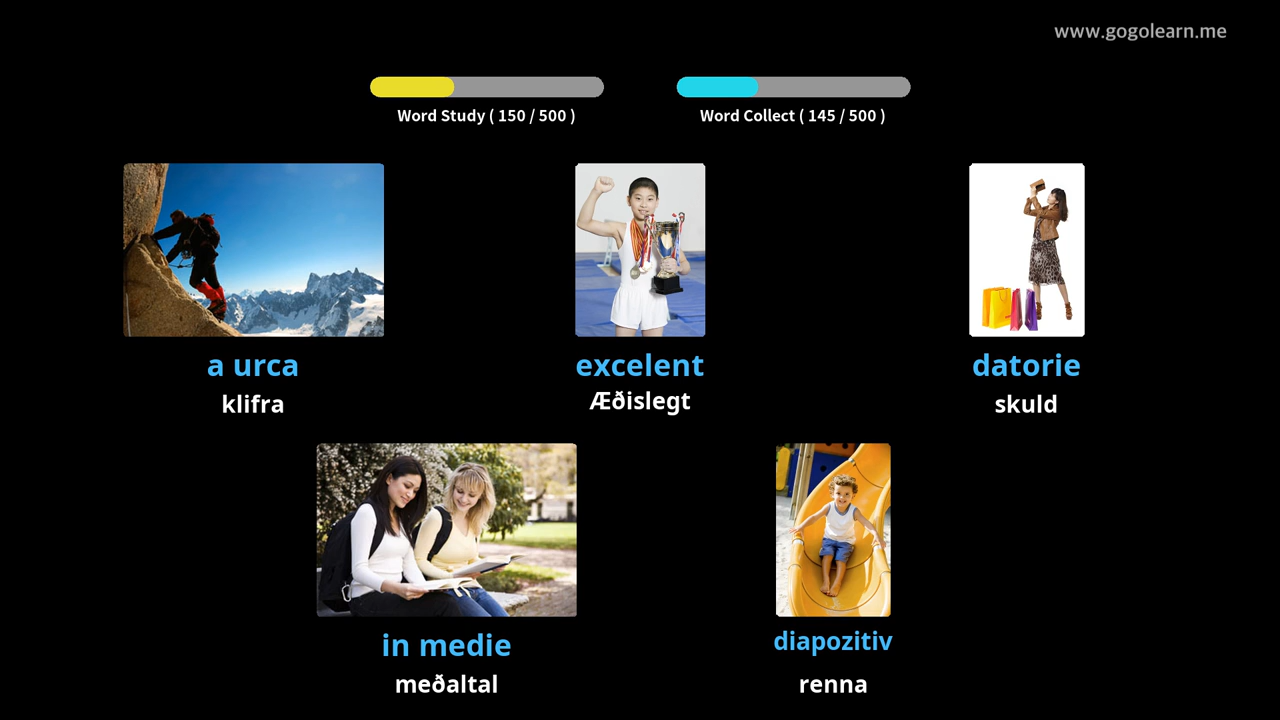 www.gogolearn.me
Word Study ( 150 / 500 )
Word Collect ( 145 / 500 )
a urca
klifra
excelent
Æðislegt
datorie
skuld
in medie
meðaltal
diapozitiv
renna